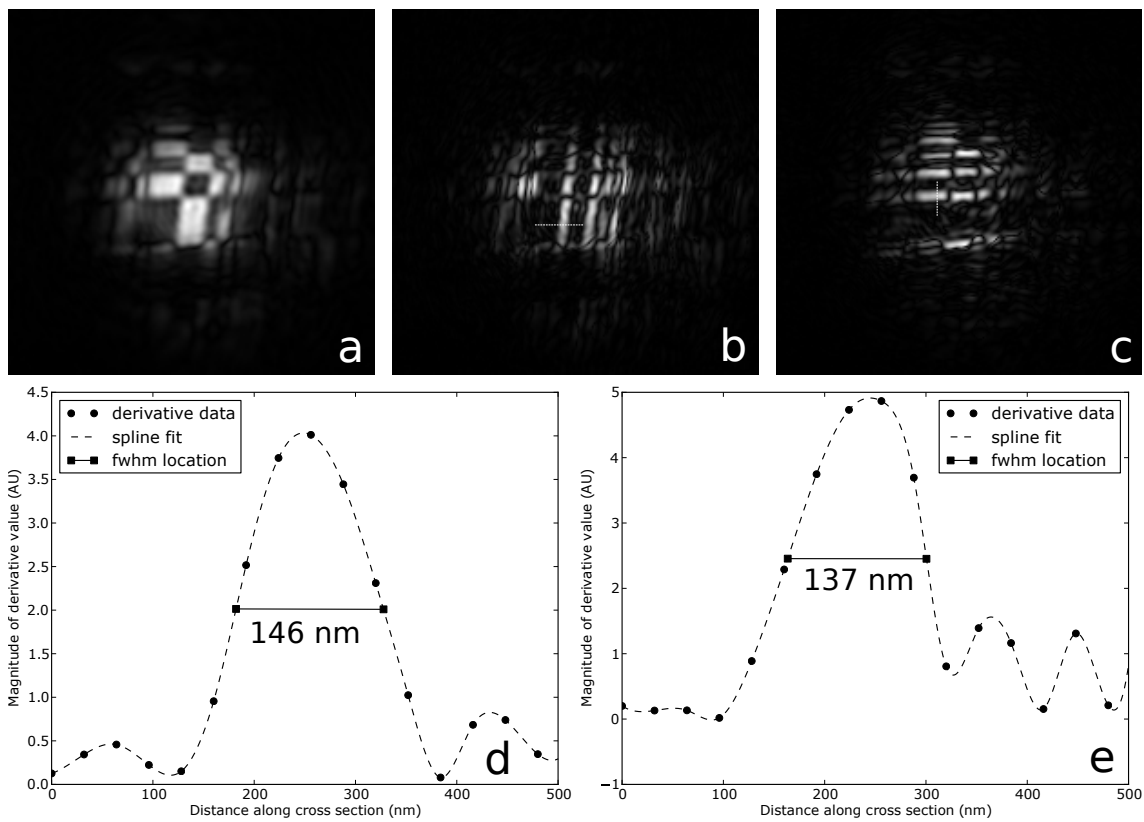 a
b
c
4.5
4.0
3.5
3.0
2.5
2.0
1.5
1.0
0.5
0.0
Magnitude of derivative value (AU)
derivative data
spline fit
fwhm location
146 nm
d
0
100
200
300
400
500
Distance along cross section (nm)
5
4
3
2
1
0
−1
Magnitude of derivative value (AU)
derivative data
spline fit
fwhm location
137 nm
e
0
100
200
300
400
500
Distance along cross section (nm)